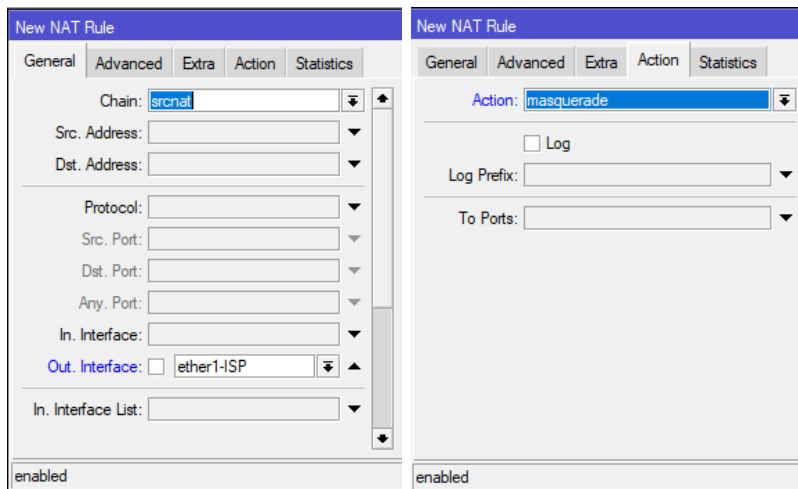 New NAT Rule
General Advanced Extra Action Statistics
Chain: srcnat
Src. Address:
Dst. Address:
Protocol:
Src. Port:
Dst. Port:
Any. Port:
In. Interface:
Out. Interface: ether1-ISP
In. Interface List:
enabled
New NAT Rule
General Advanced Extra Action Statistics
Action: masquerade
Log
Log Prefix:
To Ports:
enabled